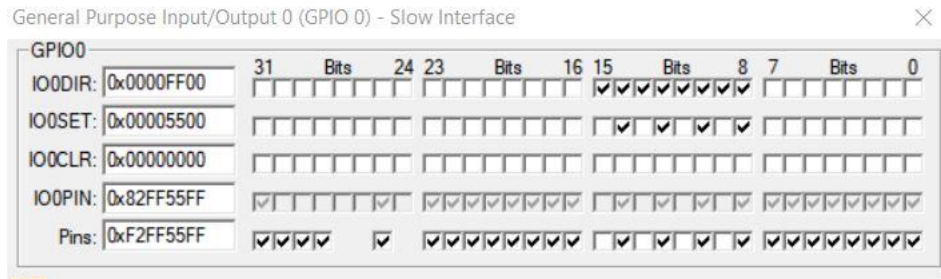 General Purpose Input/Output 0 (GPIO 0) - Slow Interface
GPIO0
31 Bits 24 23 Bits 16 15 Bits 8 7 Bits 0
IO0DIR: 0x0000FF00
IO0SET: 0x00005500
IO0CLR: 0x00000000
IO0PIN: 0x82FF55FF
Pins: 0xF2FF55FF